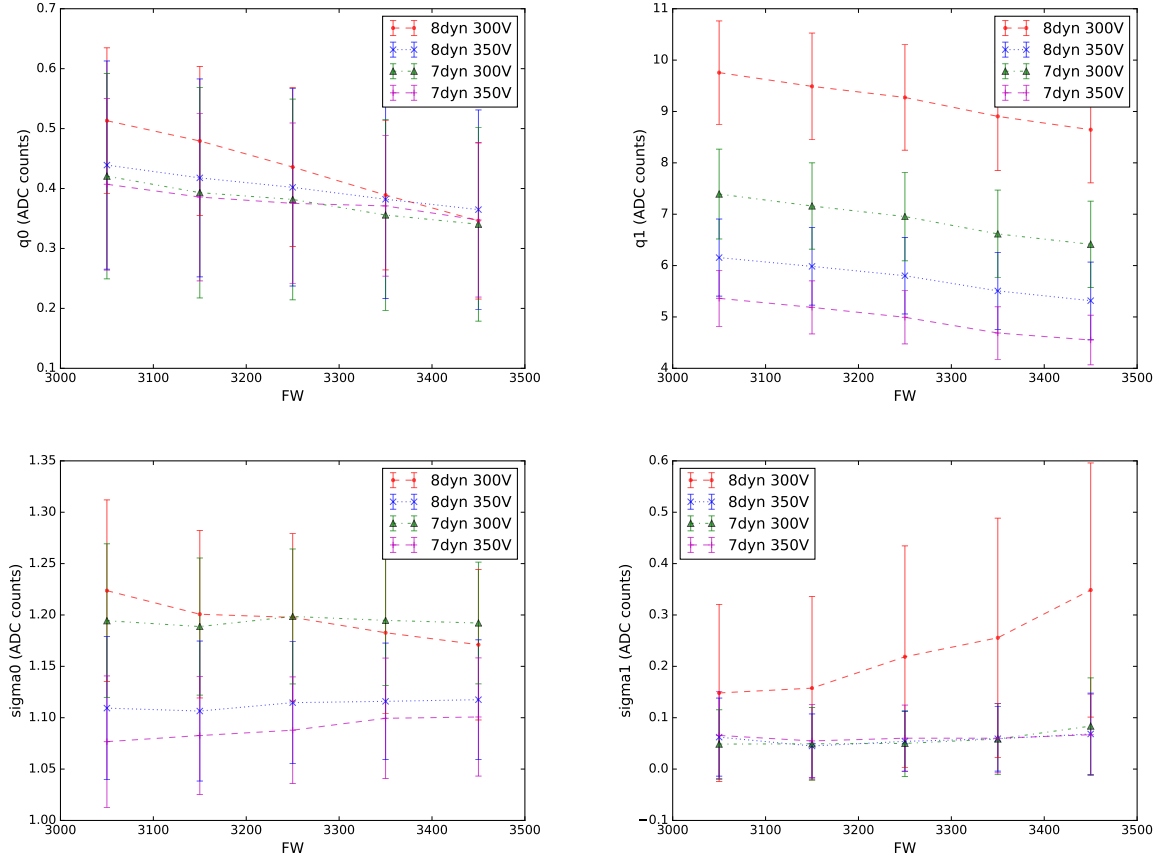 0.7
0.6
0.5
0.4
0.3
0.2
0.1
q0 (ADC counts)
3000 3100 3200 3300 3400 3500
FW
8dyn 300V
8dyn 350V
7dyn 300V
7dyn 350V
11
10
9
8
7
6
5
4
q1 (ADC counts)
3000 3100 3200 3300 3400 3500
FW
8dyn 300V
8dyn 350V
7dyn 300V
7dyn 350V
1.35
1.30
1.25
1.20
1.15
1.10
1.05
1.00
sigma0 (ADC counts)
3000 3100 3200 3300 3400 3500
FW
8dyn 300V
8dyn 350V
7dyn 300V
7dyn 350V
0.6
0.5
0.4
0.3
0.2
0.1
0.0
−0.1
sigma1 (ADC counts)
3000 3100 3200 3300 3400 3500
FW
8dyn 300V
8dyn 350V
7dyn 300V
7dyn 350V